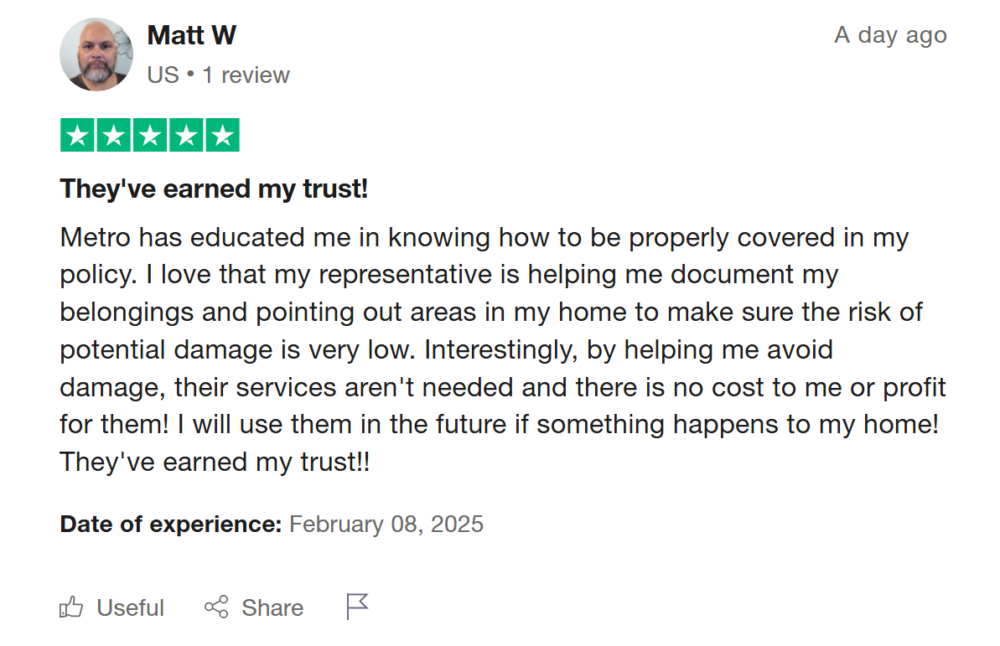 Matt W
A day ago
US • 1 review
They've earned my trust!
Metro has educated me in knowing how to be properly covered in my
policy. I love that my representative is helping me document my
belongings and pointing out areas in my home to make sure the risk of
potential damage is very low. Interestingly, by helping me avoid
damage, their services aren't needed and there is no cost to me or profit
for them! I will use them in the future if something happens to my home!
They've earned my trust!!
Date of experience: February 08, 2025
Useful Share